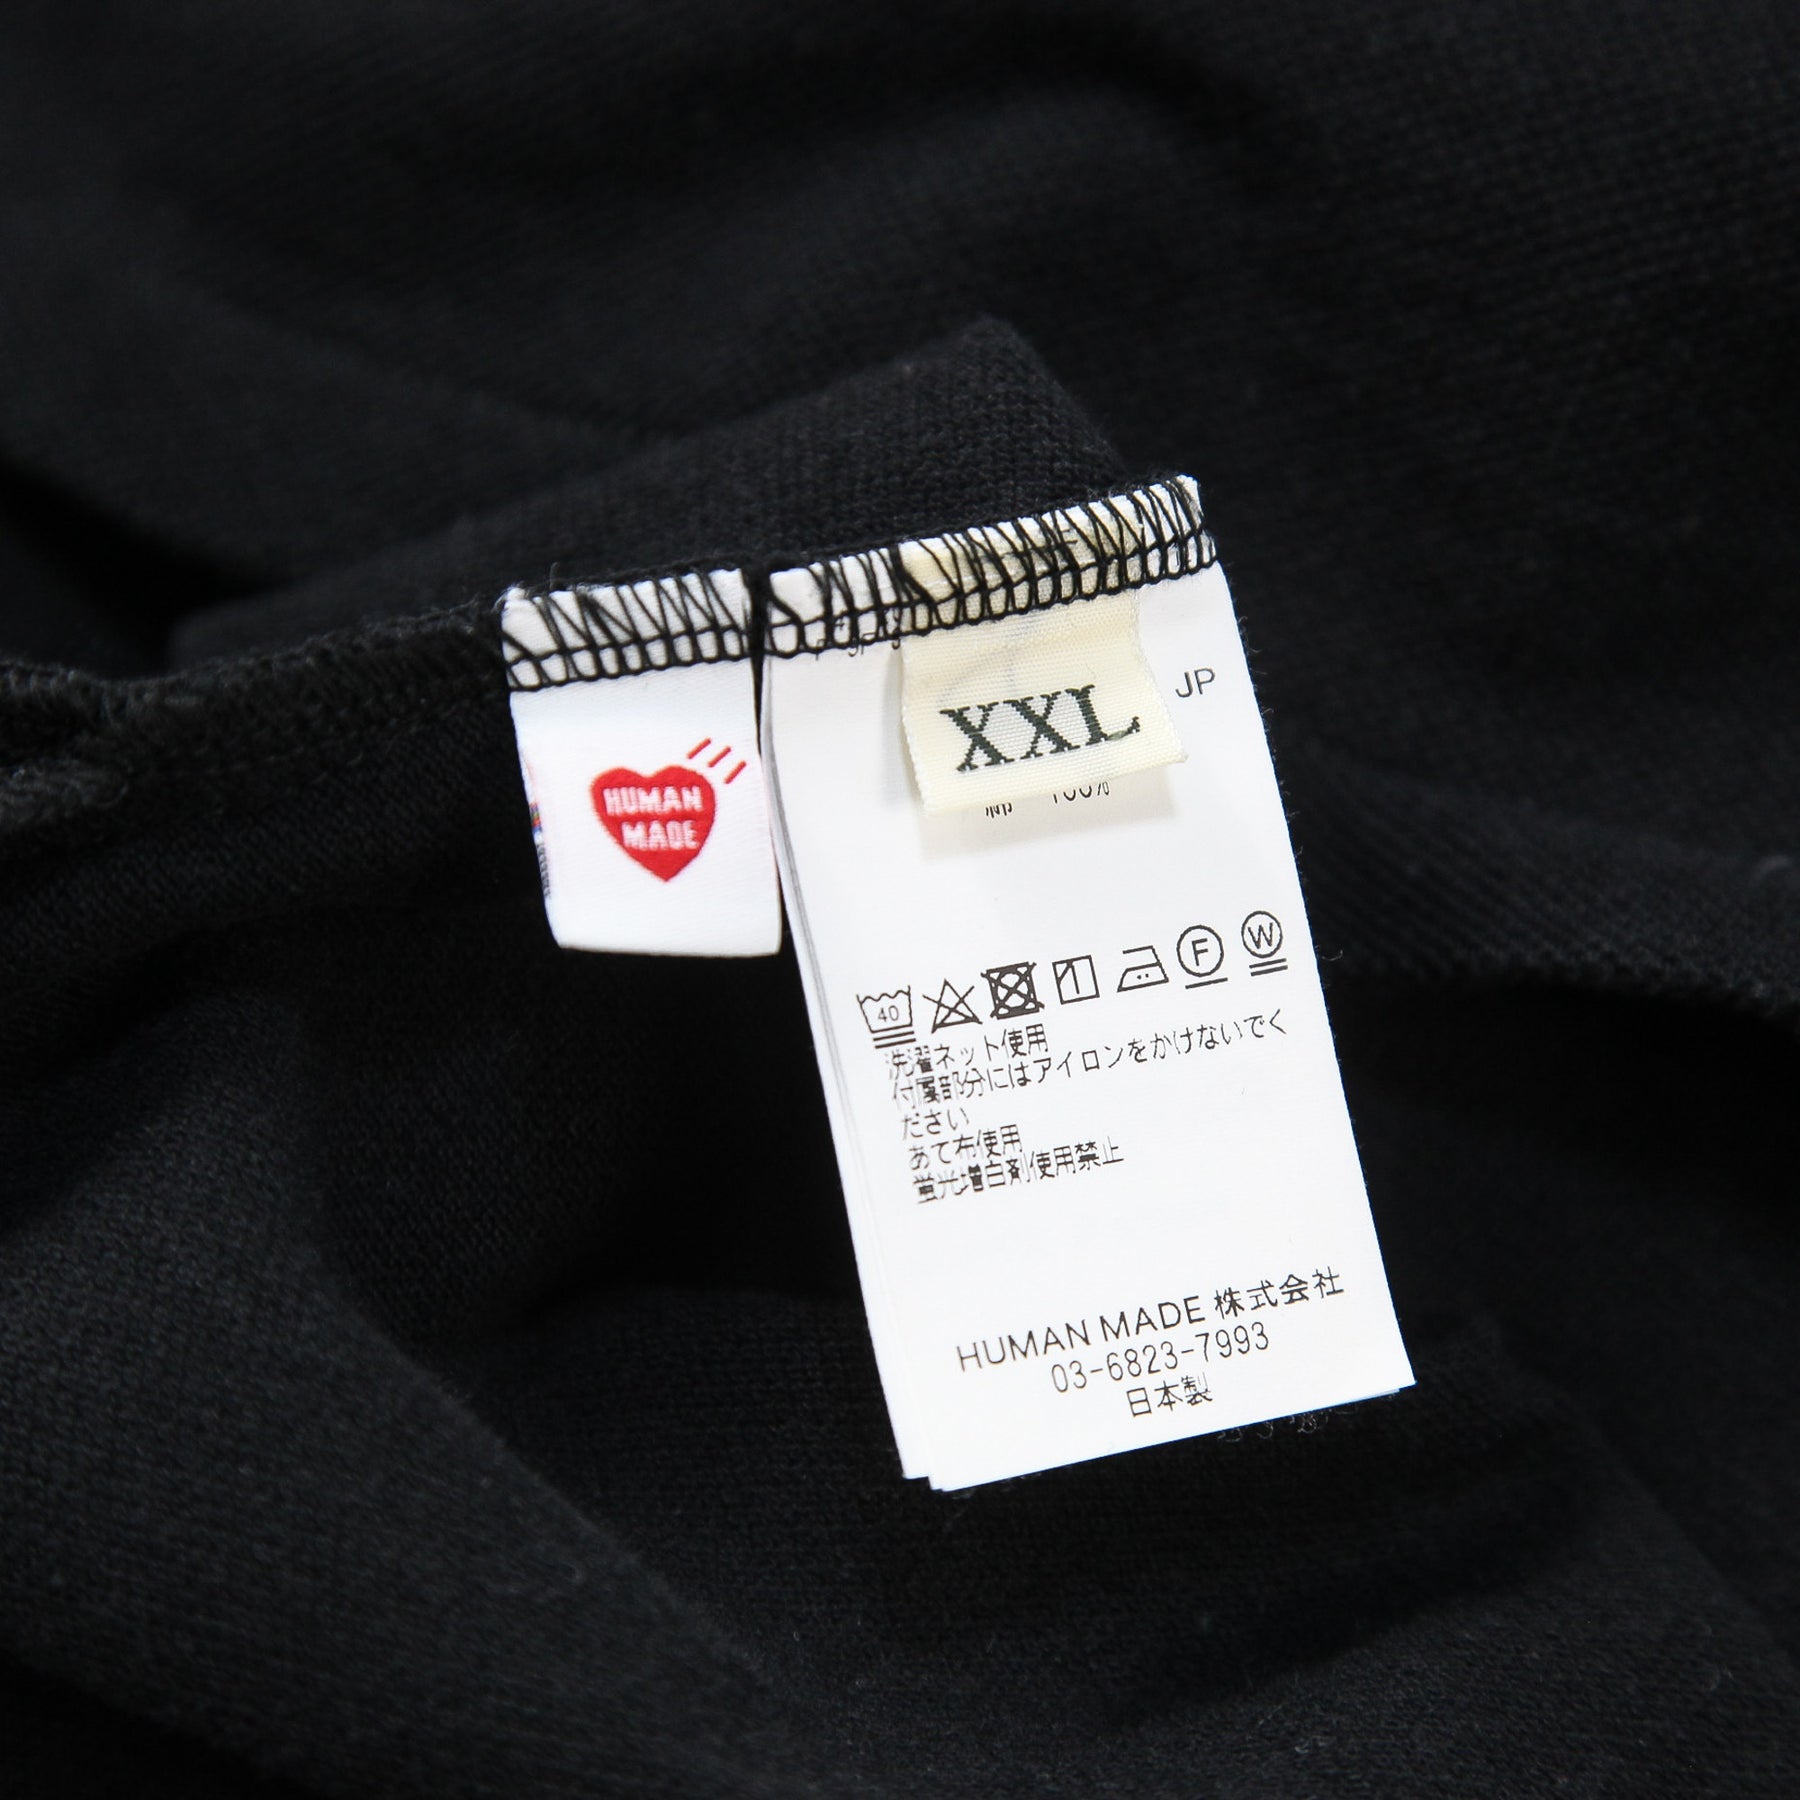 HUMAN
MADE
XXL
JP
綿 100%
40
F
W
洗濯ネット使用
付属部分にはアイロンをかけないでく
ださい
あて布使用
蛍光増白剤使用禁止
HUMAN MADE 株式会社
03-6823-7993
日本製